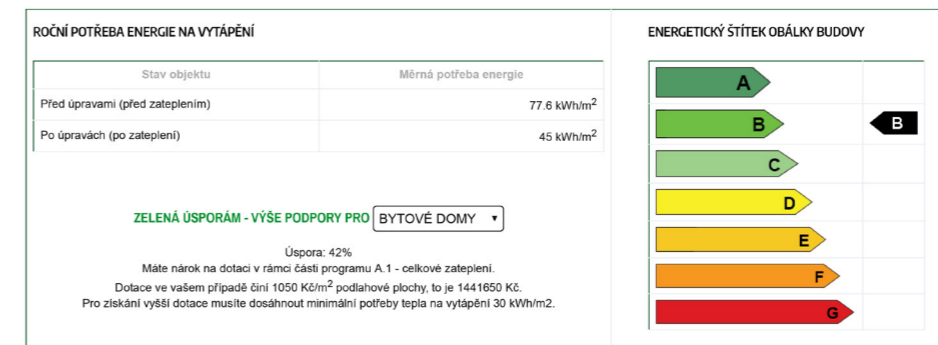 ROČNÍ POTŘEBA ENERGIE NA VYTÁPĚNÍ
Stav objektu Měrná potřeba energie
Před úpravami (před zateplením) 77.6 kWh/m²
Po úpravách (po zateplení) 45 kWh/m²
ZELENÁ ÚSPORÁM - VÝŠE PODPORY PRO BYTOVÉ DOMY
Úspora: 42%
Máte nárok na dotaci v rámci části programu A.1 - celkové zateplení.
Dotace ve vašem případě činí 1050 Kč/m² podlahové plochy, to je 1441650 Kč.
Pro získání vyšší dotace musíte dosáhnout minimální potřeby tepla na vytápění 30 kWh/m2.
ENERGETICKÝ ŠTÍTEK OBÁLKY BUDOVY
A
B B
C
D
E
F
G